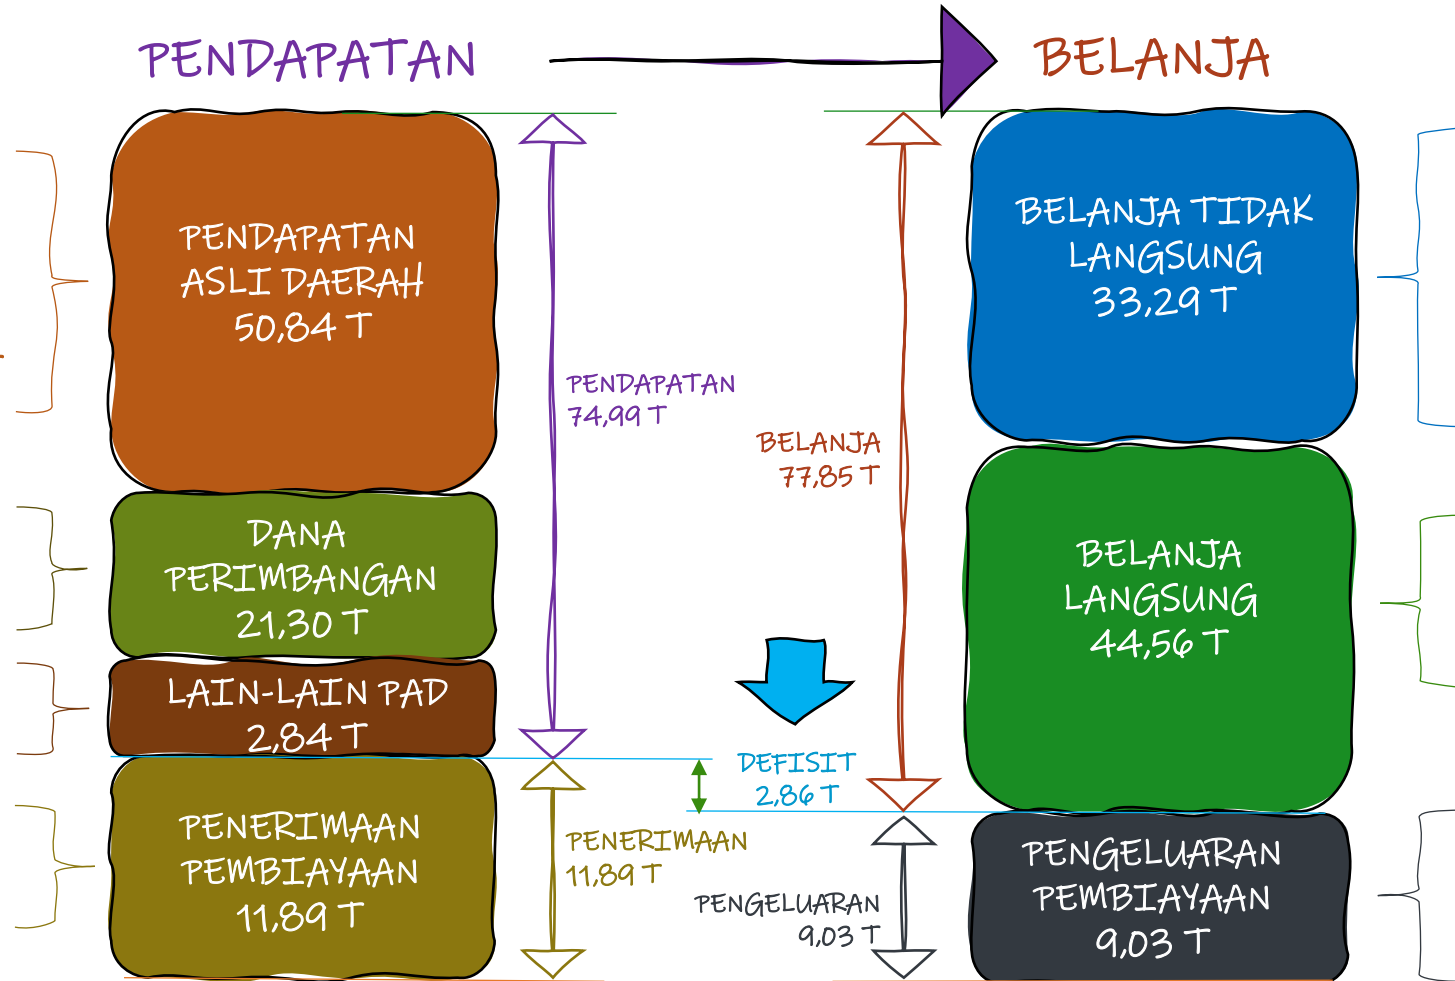 PENDAPATAN
BELANJA
PENDAPATAN
ASLI DAERAH
50,84 T
DANA
PERIMBANGAN
21,30 T
LAIN-LAIN PAD
2,84 T
PENERIMAAN
PEMBIAYAAN
11,89 T
PENDAPATAN
74,99 T
PENERIMAAN
11,89 T
DEFISIT
2,86 T
BELANJA
77,85 T
PENGELUARAN
9,03 T
BELANJA TIDAK
LANGSUNG
33,29 T
BELANJA
LANGSUNG
44,56 T
PENGELUARAN
PEMBIAYAAN
9,03 T